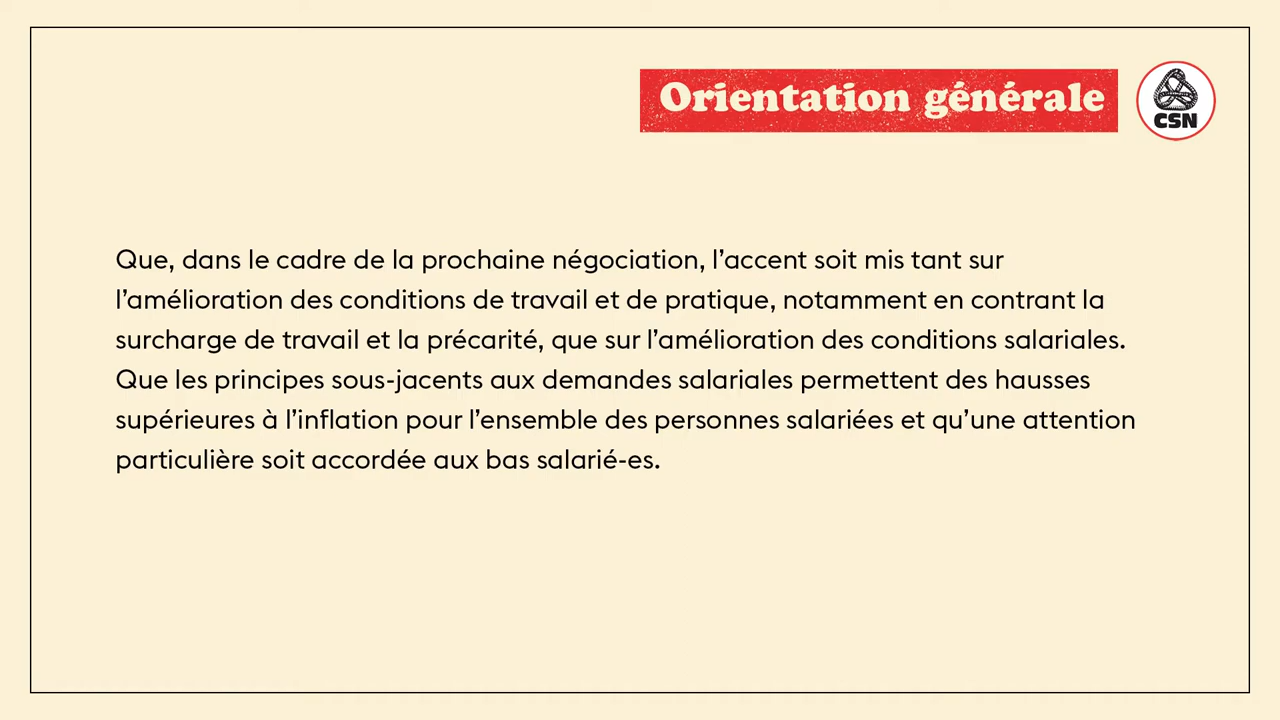 Orientation générale
CSN
Que, dans le cadre de la prochaine négociation, l’accent soit mis tant sur
l’amélioration des conditions de travail et de pratique, notamment en contrant la
surcharge de travail et la précarité, que sur l’amélioration des conditions salariales.
Que les principes sous-jacents aux demandes salariales permettent des hausses
supérieures à l’inflation pour l’ensemble des personnes salariées et qu’une attention
particulière soit accordée aux bas salarié-es.